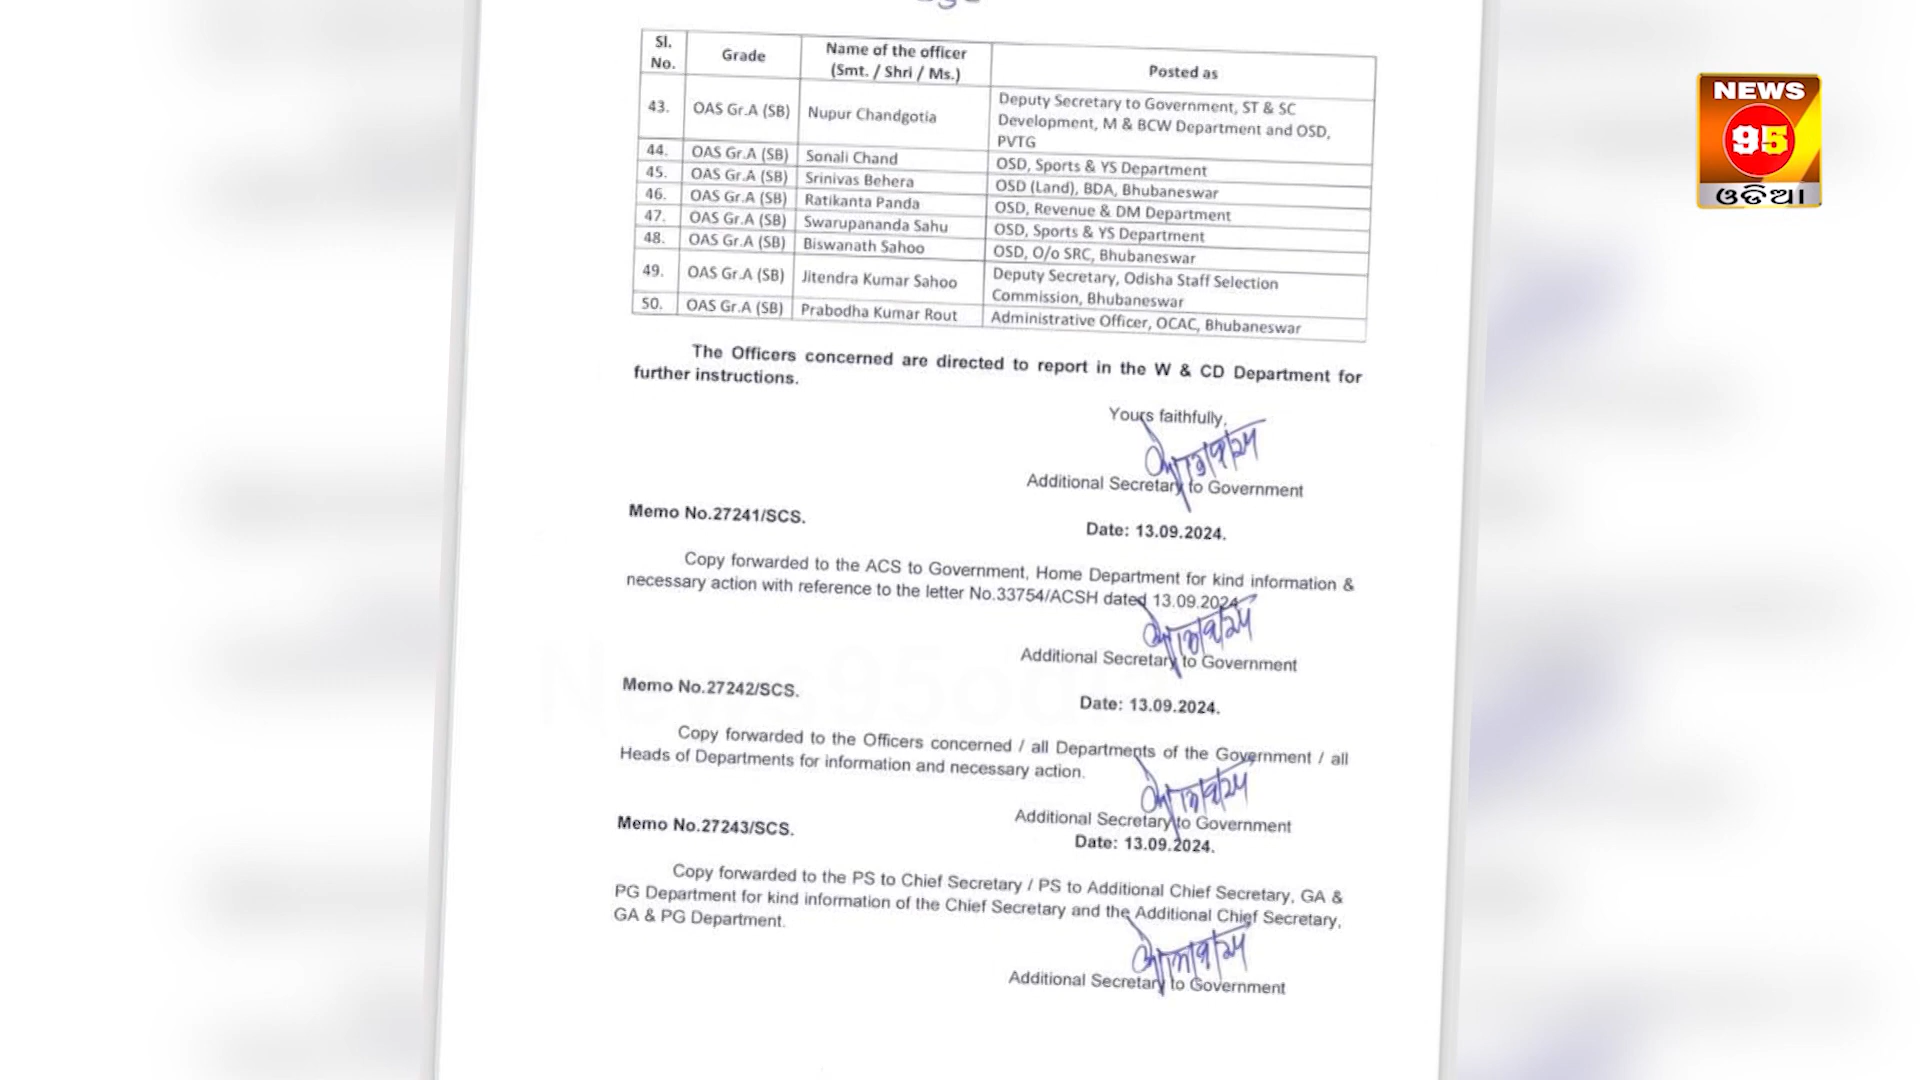 Sl. No.
Grade
Name of the officer (Smt. / Shri / Ms.)
Posted as
43.
OAS Gr.A (SB)
Nupur Chandgotia
Deputy Secretary to Government, ST & SC
Development, M & BCW Department and OSD,
PVTG
44.
OAS Gr.A (SB)
Sonali Chand
OSD, Sports & YS Department
45.
OAS Gr.A (SB)
Srinivas Behera
OSD (Land), BDA, Bhubaneswar
46.
OAS Gr.A (SB)
Ratikanta Panda
OSD, Revenue & DM Department
47.
OAS Gr.A (SB)
Swarupananda Sahu
OSD, Sports & YS Department
48.
OAS Gr.A (SB)
Biswanath Sahoo
OSD, O/o SRC, Bhubaneswar
49.
OAS Gr.A (SB)
Jitendra Kumar Sahoo
Deputy Secretary, Odisha Staff Selection
Commission, Bhubaneswar
50.
OAS Gr.A (SB)
Prabodha Kumar Rout
Administrative Officer, OCAC, Bhubaneswar
The Officers concerned are directed to report in the W & CD Department for
further instructions.
Yours faithfully,
Additional Secretary to Government
Memo No.27241/SCS.
Date: 13.09.2024.
Copy forwarded to the ACS to Government, Home Department for kind information &
necessary action with reference to the letter No.33754/ACSH dated 13.09.2024
Additional Secretary to Government
Memo No.27242/SCS.
Date: 13.09.2024.
Copy forwarded to the Officers concerned / all Departments of the Government / all
Heads of Departments for information and necessary action.
Additional Secretary to Government
Memo No.27243/SCS.
Date: 13.09.2024.
Copy forwarded to the PS to Chief Secretary / PS to Additional Chief Secretary, GA &
PG Department for kind information of the Chief Secretary and the Additional Chief Secretary,
GA & PG Department.
Additional Secretary to Government
NEWS
95
ଓଡିଆ
News95odia